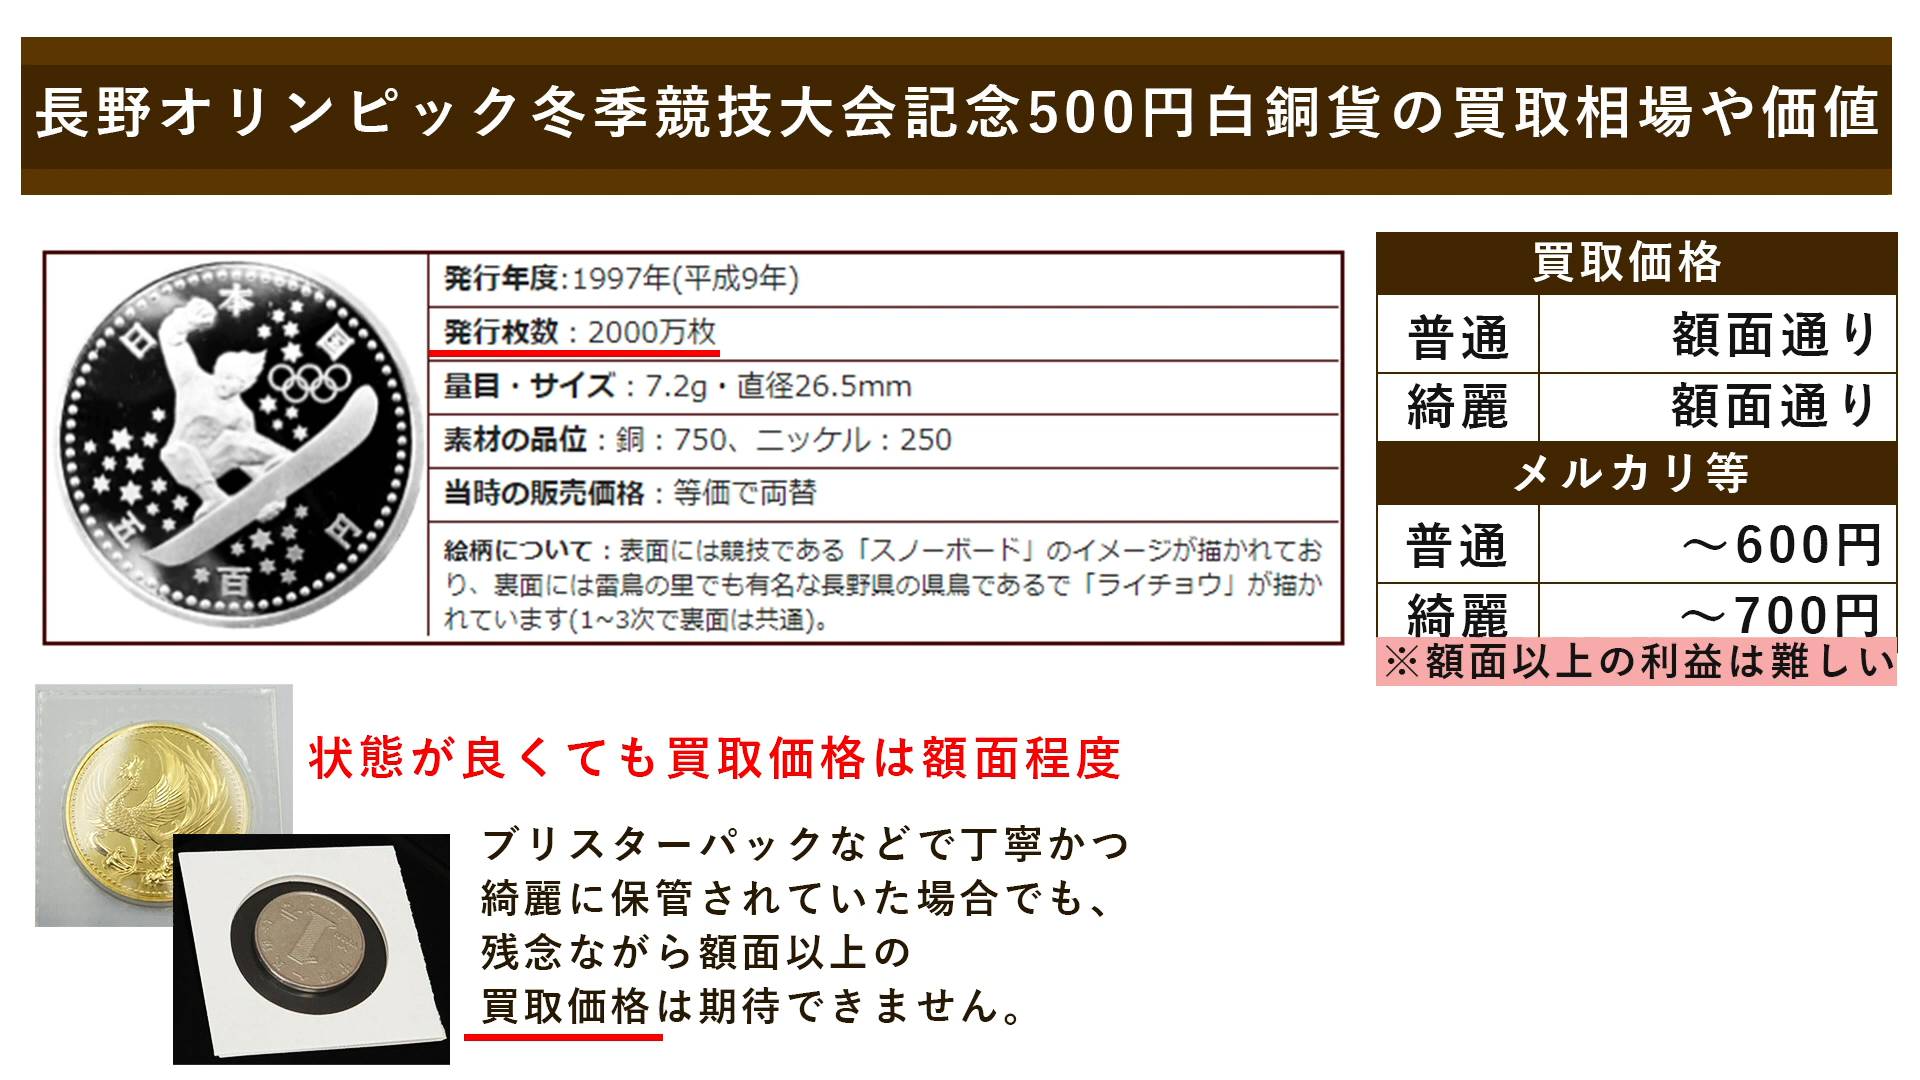 長野オリンピック冬季競技大会記念500円白銅貨の買取相場や価値
日本国
五百円
発行年度:1997年(平成9年)
発行枚数：2000万枚
量目・サイズ：7.2g・直径26.5mm
素材の品位：銅：750、ニッケル：250
当時の販売価格：等価で両替
絵柄について：表面には競技である「スノーボード」のイメージが描かれてお
り、裏面には雷鳥の里でも有名な長野県の県鳥であるで「ライチョウ」が描か
れています(1~3次で裏面は共通)。
買取価格
普通 額面通り
綺麗 額面通り
メルカリ等
普通 ～600円
綺麗 ～700円
※額面以上の利益は難しい
状態が良くても買取価格は額面程度
ブリスターパックなどで丁寧かつ
綺麗に保管されていた場合でも、
残念ながら額面以上の
買取価格は期待できません。
1